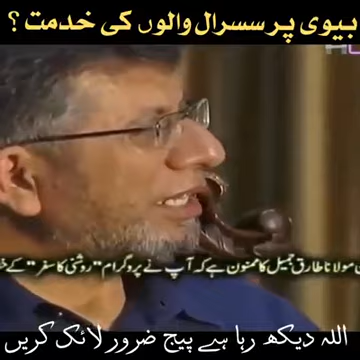 بیوی پر سسرال والوں کی خدمت ؟
مولانا طارق جمیل کا ممنون ہے کہ آپ نے پروگرام "روشنی کا سفر" کے
اللہ دیکھ رہا ہے پیج ضرور لائک کریں